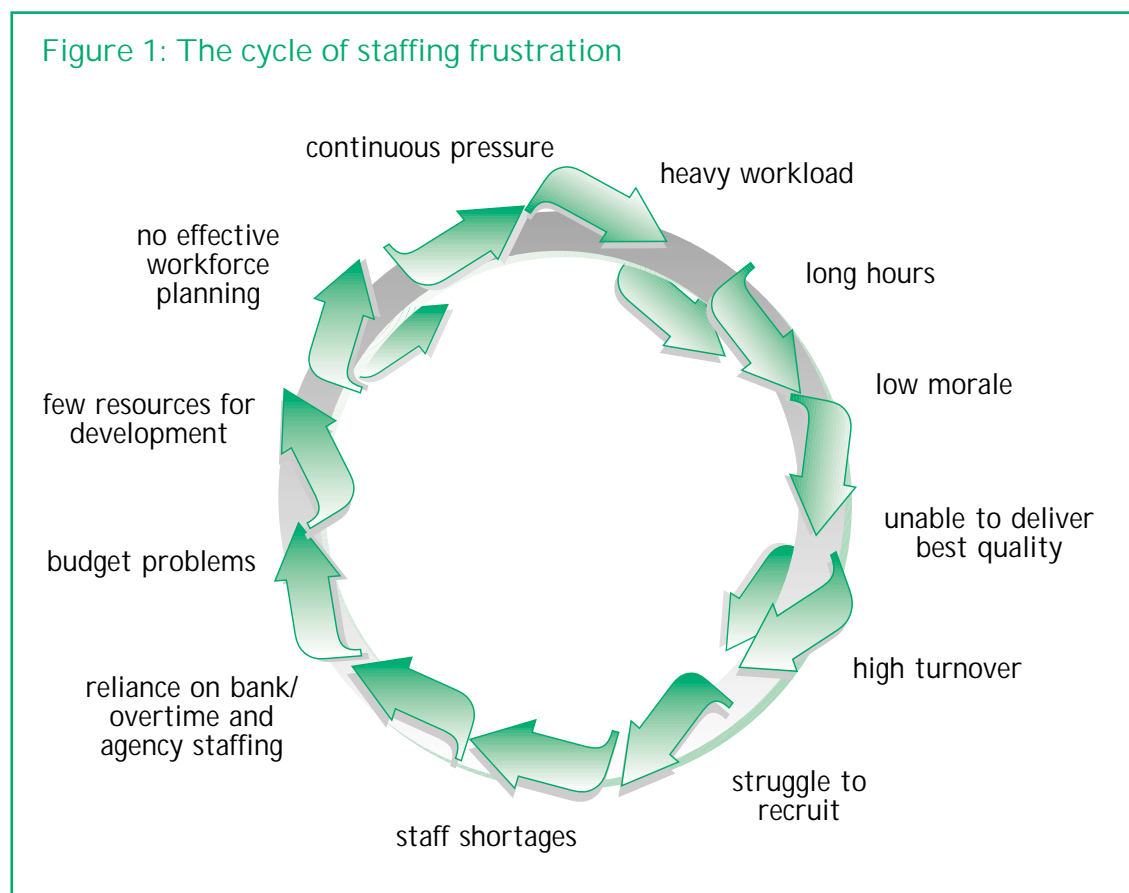 Figure 1: The cycle of staffing frustration
continuous pressure
heavy workload
long hours
low morale
unable to deliver
best quality
high turnover
struggle to
recruit
staff shortages
reliance on bank/
overtime and
agency staffing
budget problems
few resources for
development
no effective
workforce
planning